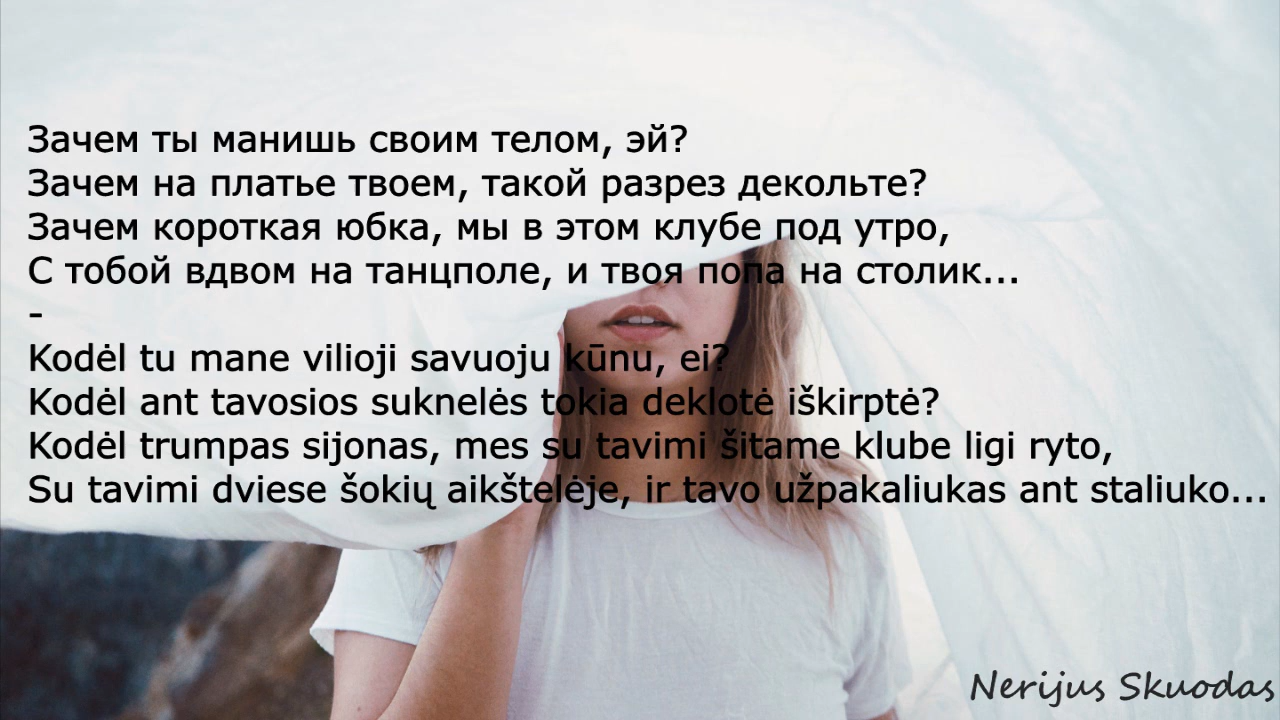 Зачем ты манишь своим телом, эй?
Зачем на платье твоем, такой разрез декольте?
Зачем короткая юбка, мы в этом клубе под утро,
С тобой вдвом на танцполе, и твоя попа на столик...
-
Kodėl tu mane vilioji savuoju kūnu, ei?
Kodėl ant tavosios suknelės tokia deklotė iškirptė?
Kodėl trumpas sijonas, mes su tavimi šitame klube ligi ryto,
Su tavimi dviese šokių aikštelėje, ir tavo užpakaliukas ant staliuko...
Nerijus Skuodas